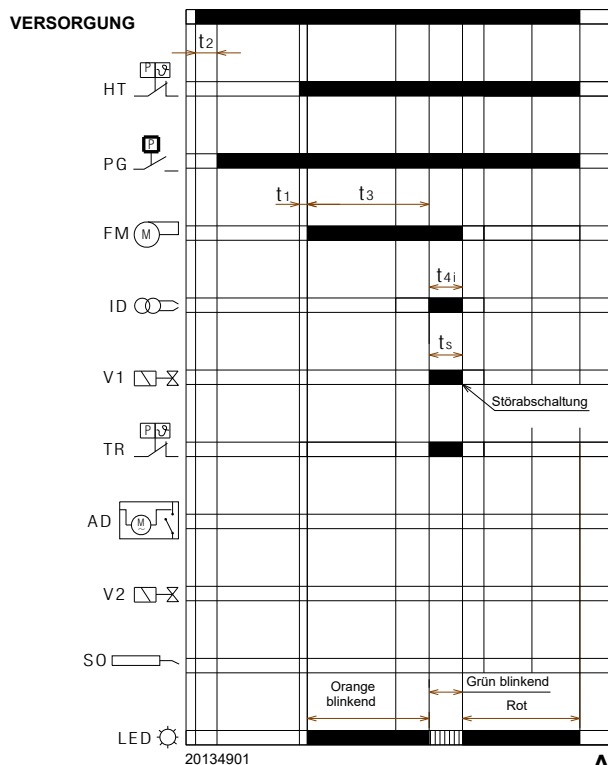 VERSORGUNG
t2
P ϑ
HT
P
PG
t1 t3
FM M
t4i
ID
ts
V1
Störabschaltung
P ϑ
TR
AD M ~
V2
SO
Orange
blinkend
Grün blinkend
Rot
LED
20134901
A